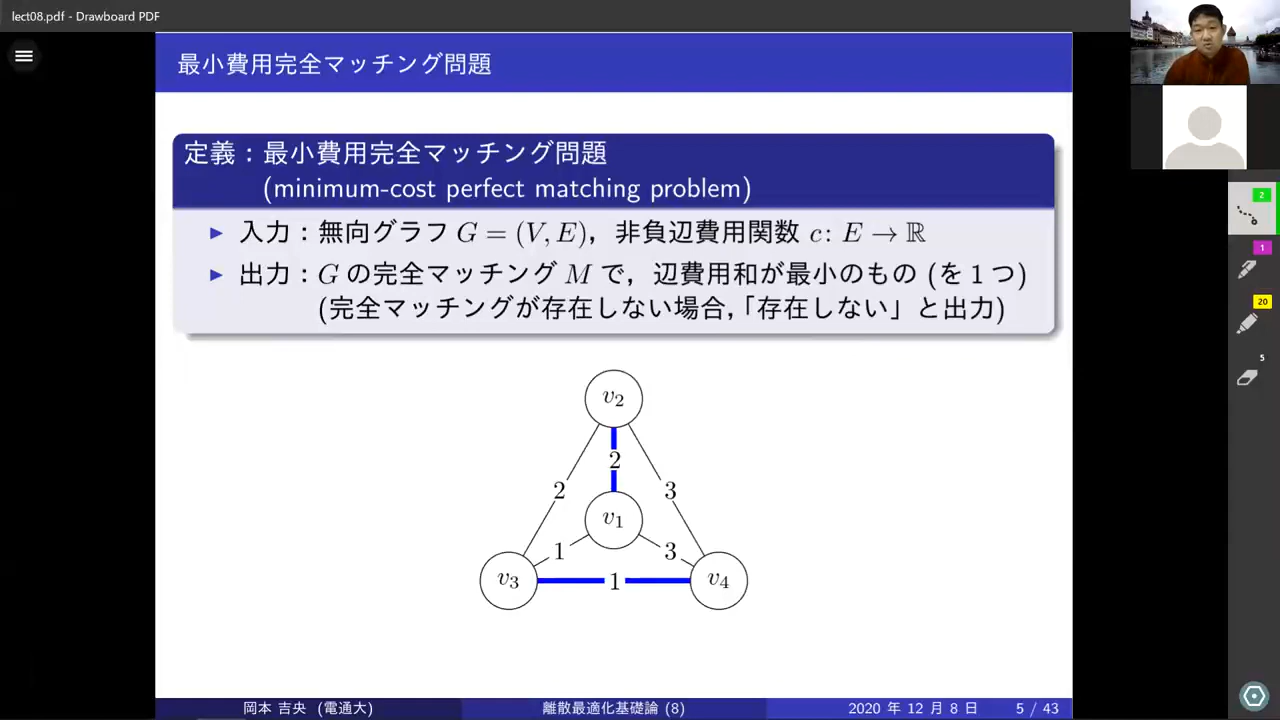 lect08.pdf - Drawboard PDF
最小費用完全マッチング問題
定義：最小費用完全マッチング問題
(minimum-cost perfect matching problem)
▶ 入力：無向グラフ G = (V, E)，非負辺費用関数 c: E → ℝ
▶ 出力：G の完全マッチング M で，辺費用和が最小のもの (を 1 つ)
(完全マッチングが存在しない場合，「存在しない」と出力)
v₂
2
2 3
v₁
1 3
v₃ 1 v₄
岡本 吉央 (電通大) 離散最適化基礎論 (8) 2020 年 12 月 8 日 5 / 43
2
1
20
5